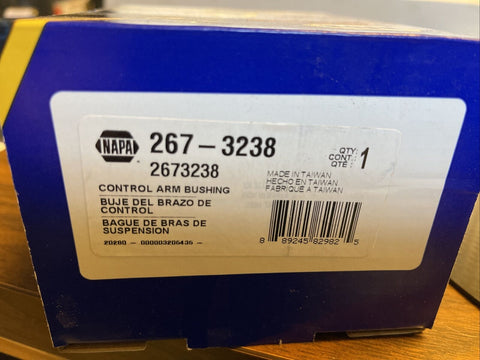 NAPA
267-3238
2673238
QTY:
CONT.:
QTÉ:
1
MADE IN TAIWAN
HECHO EN TAIWAN
FABRIQUÉ A TAIWAN
CONTROL ARM BUSHING
BUJE DEL BRAZO DE
CONTROL
BAGUE DE BRAS DE
SUSPENSION
8 89245 82982 5